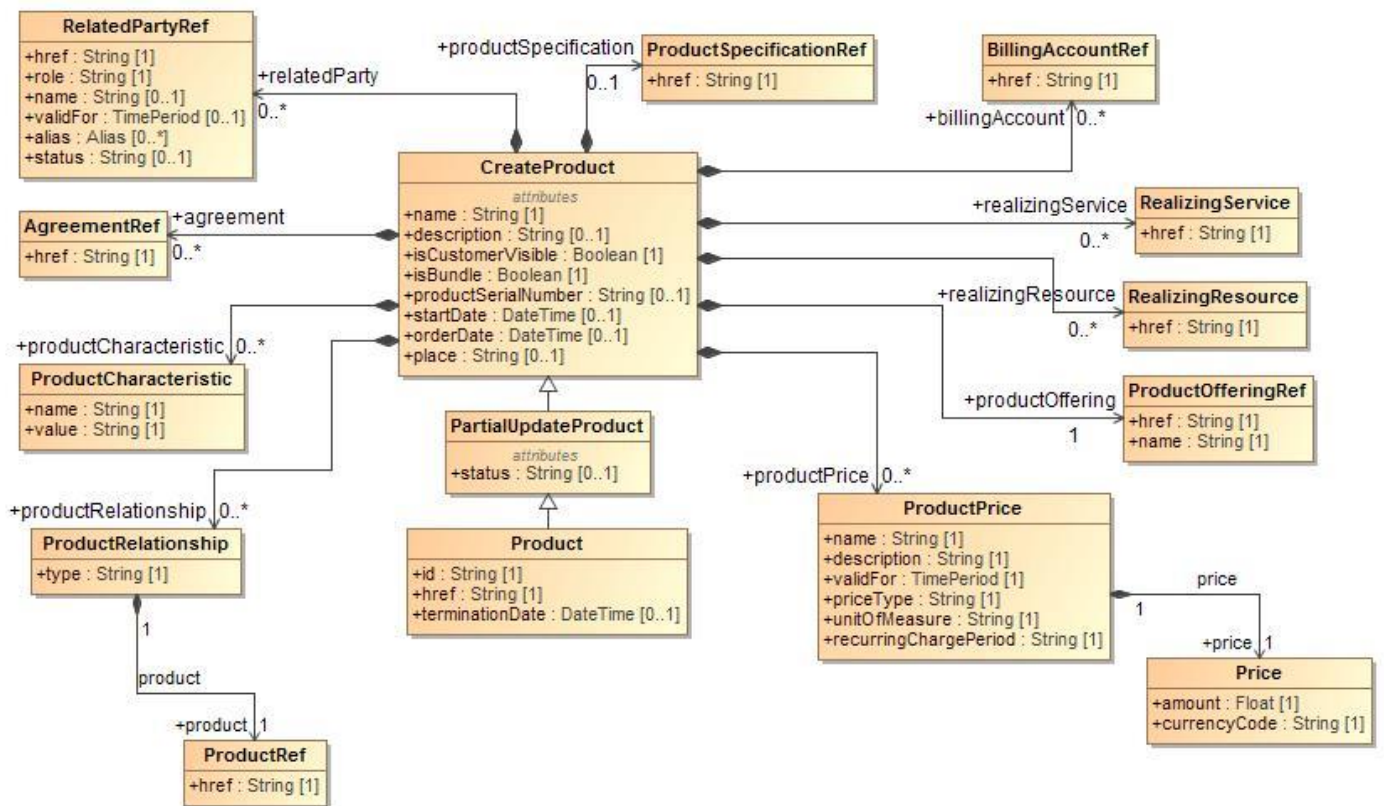 RelatedPartyRef
+href : String [1]
+role : String [1]
+name : String [0..1]
+validFor : TimePeriod [0..1]
+alias : Alias [0..*]
+status : String [0..1]
+relatedParty
0..*
+productSpecification
0..1
ProductSpecificationRef
+href : String [1]
BillingAccountRef
+href : String [1]
+billingAccount
0..*
CreateProduct
attributes
+name : String [1]
+description : String [0..1]
+isCustomerVisible : Boolean [1]
+isBundle : Boolean [1]
+productSerialNumber : String [0..1]
+startDate : DateTime [0..1]
+orderDate : DateTime [0..1]
+place : String [0..1]
AgreementRef
+href : String [1]
+agreement
0..*
+realizingService
0..*
RealizingService
+href : String [1]
+realizingResource
0..*
RealizingResource
+href : String [1]
+productCharacteristic
0..*
ProductCharacteristic
+name : String [1]
+value : String [1]
+productOffering
1
ProductOfferingRef
+href : String [1]
+name : String [1]
PartialUpdateProduct
attributes
+status : String [0..1]
+productPrice
0..*
+productRelationship
0..*
ProductRelationship
+type : String [1]
1
Product
+id : String [1]
+href : String [1]
+terminationDate : DateTime [0..1]
ProductPrice
+name : String [1]
+description : String [1]
+validFor : TimePeriod [1]
+priceType : String [1]
+unitOfMeasure : String [1]
+recurringChargePeriod : String [1]
price
1
+price
1
Price
+amount : Float [1]
+currencyCode : String [1]
product
+product
1
ProductRef
+href : String [1]